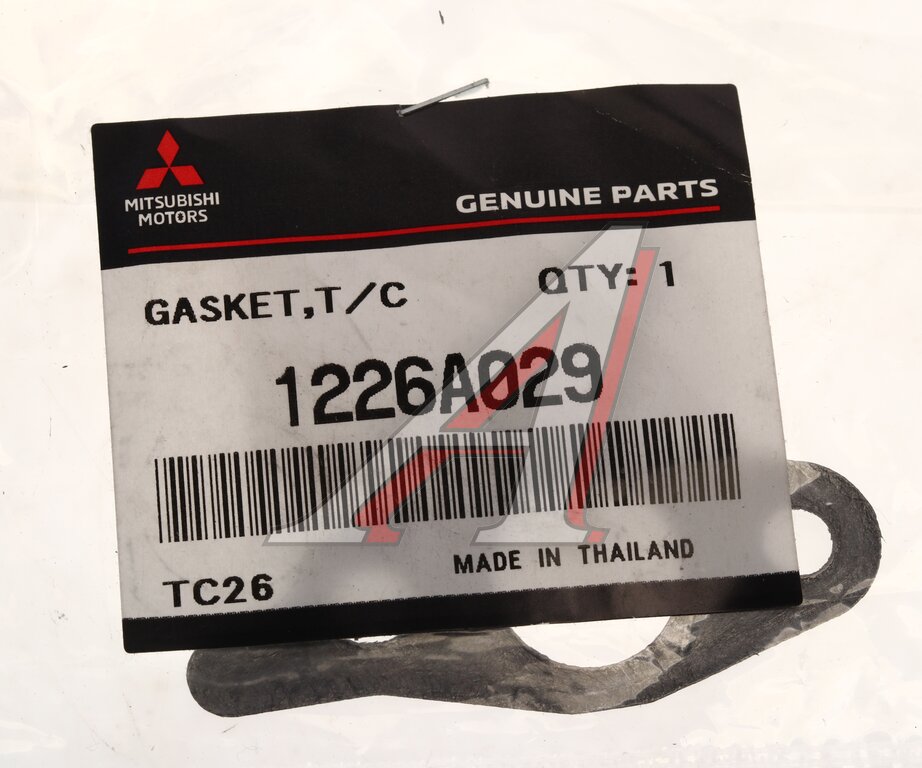 MITSUBISHI
MOTORS
GENUINE PARTS
GASKET,T/C
QTY: 1
1226A029
MADE IN THAILAND
TC26